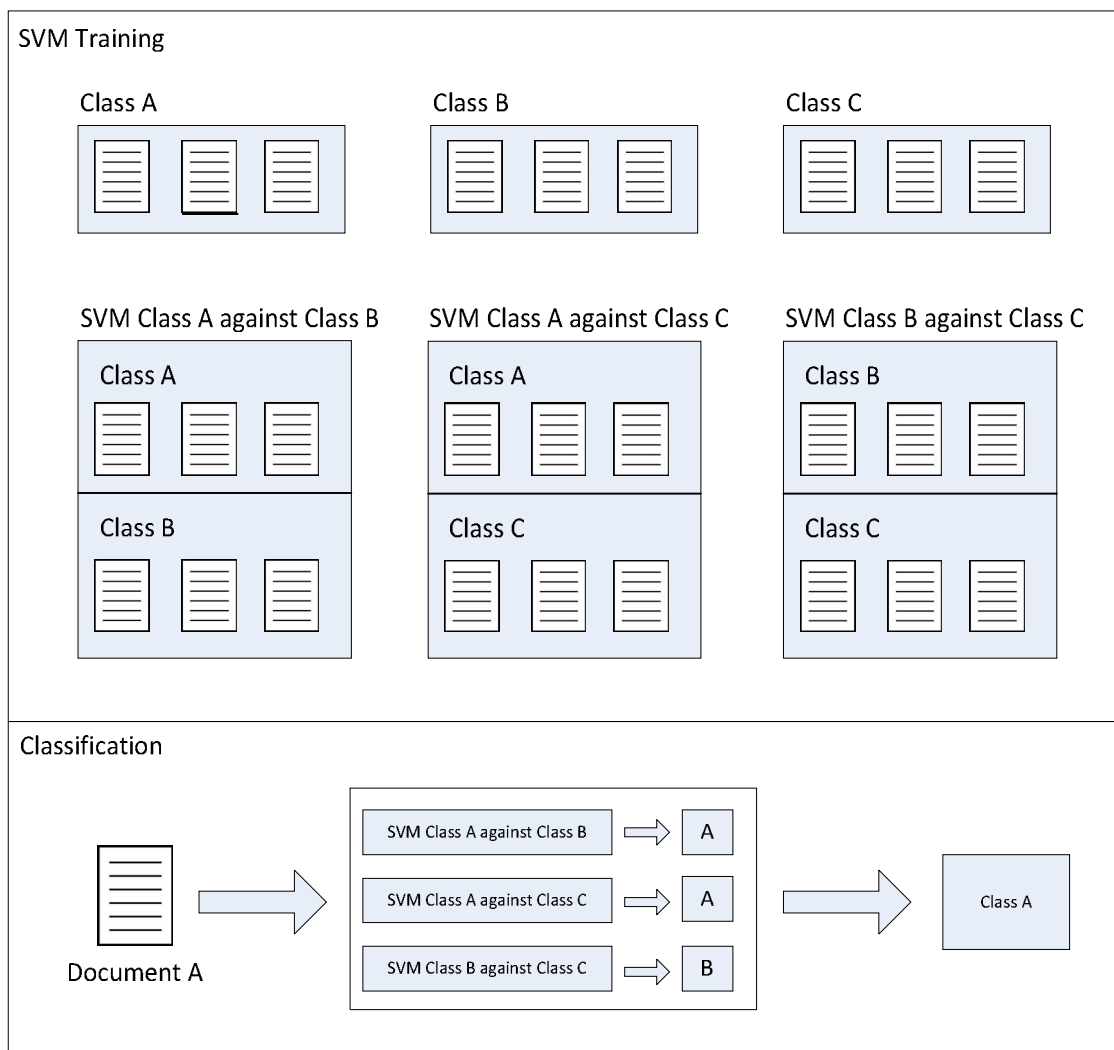 SVM Training
Class A
Class B
Class C
SVM Class A against Class B
SVM Class A against Class C
SVM Class B against Class C
Class A
Class A
Class B
Class B
Class C
Class C
Classification
SVM Class A against Class B
A
SVM Class A against Class C
A
Class A
SVM Class B against Class C
B
Document A